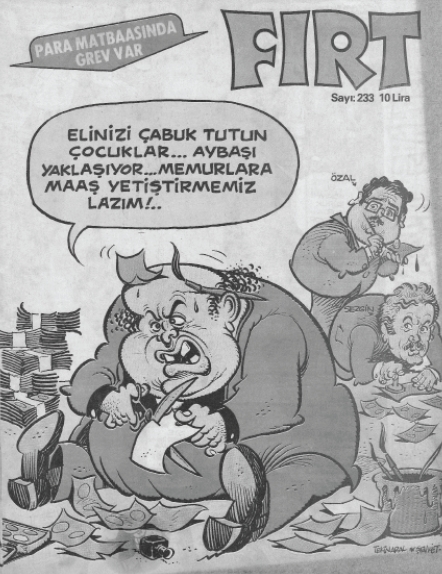 PARA MATBAASINDA
GREV VAR
FIRT
Sayı: 233 10 Lira
ELİNİZİ ÇABUK TUTUN
ÇOCUKLAR... AYBAŞI
YAKLAŞIYOR... MEMURLARA
MAAŞ YETİŞTİRMEMİZ
LAZIM!..
ÖZAL
SEZGİN